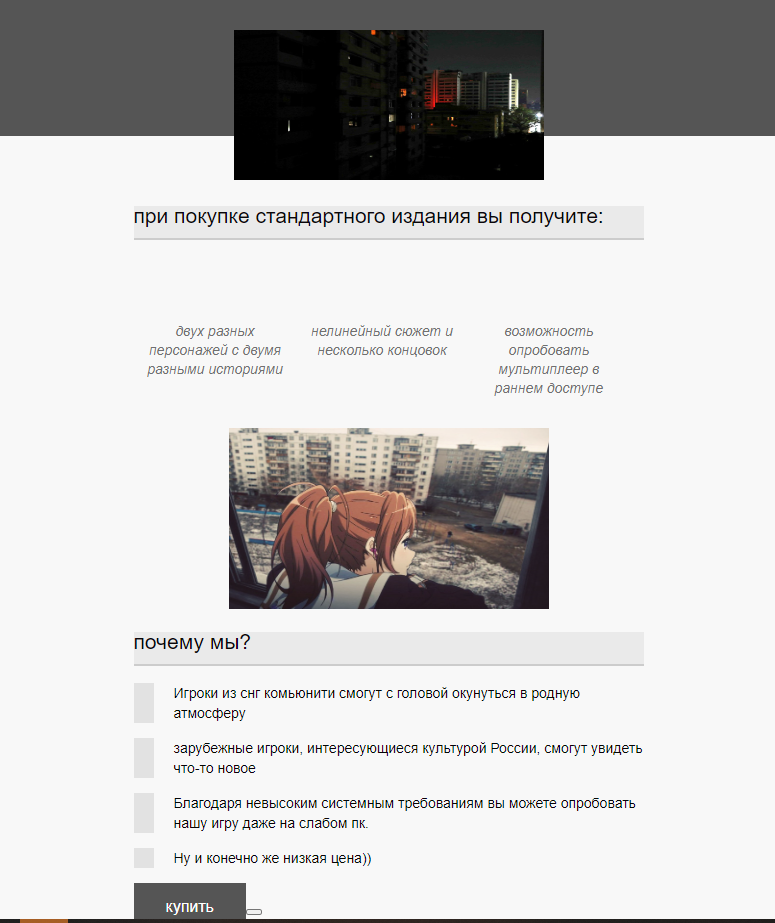 при покупке стандартного издания вы получите:
двух разных
персонажей с двумя
разными историями
нелинейный сюжет и
несколько концовок
возможность
опробовать
мультиплеер в
раннем доступе
почему мы?
Игроки из снг комьюнити смогут с головой окунуться в родную
атмосферу
зарубежные игроки, интересующиеся культурой России, смогут увидеть
что-то новое
Благодаря невысоким системным требованиям вы можете опробовать
нашу игру даже на слабом пк.
Ну и конечно же низкая цена))
купить